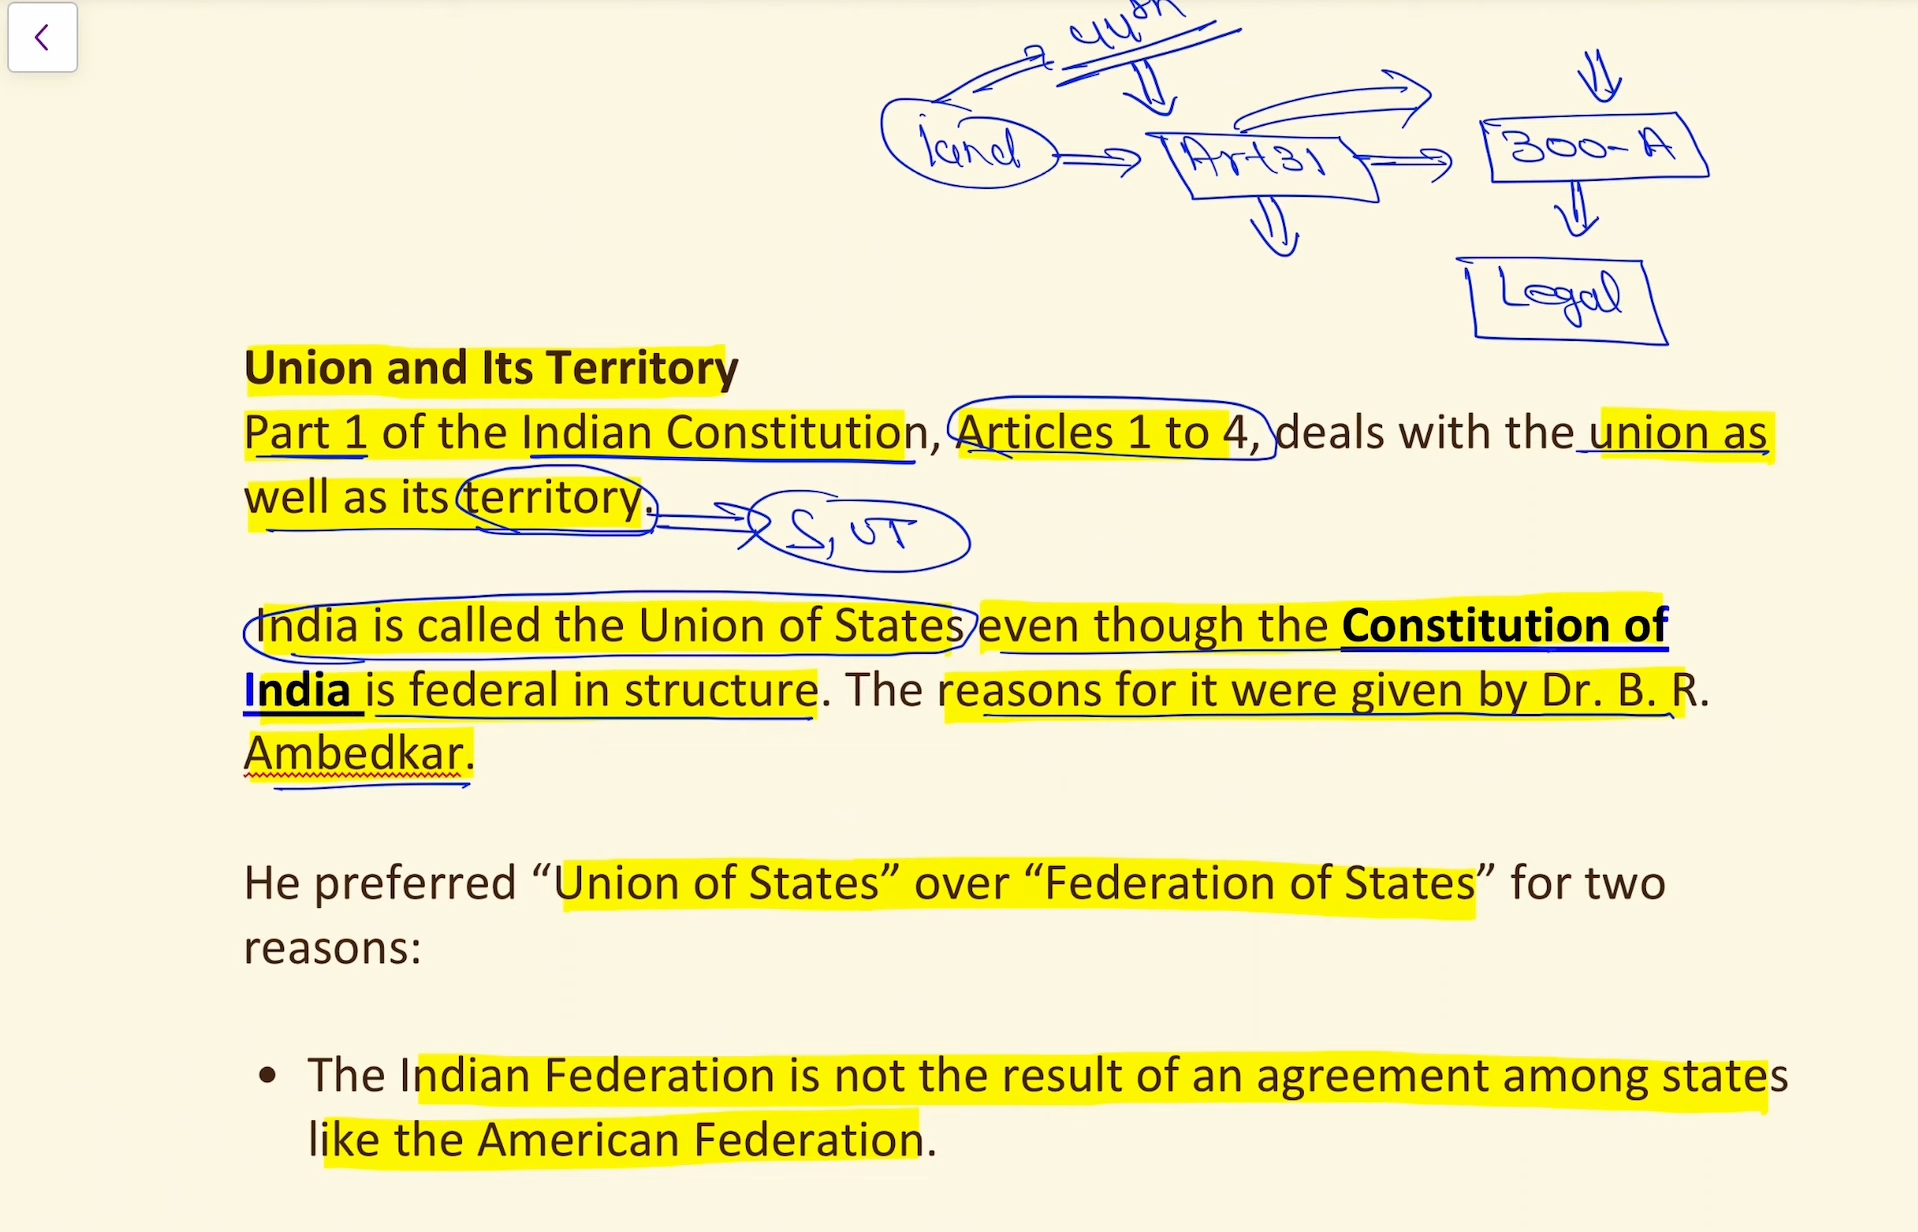 44th
Land
Art 31
300-A
Legal
Union and Its Territory
Part 1 of the Indian Constitution, Articles 1 to 4, deals with the union as
well as its territory.
S, UT
India is called the Union of States even though the Constitution of
India is federal in structure. The reasons for it were given by Dr. B. R.
Ambedkar.
He preferred “Union of States” over “Federation of States” for two
reasons:
• The Indian Federation is not the result of an agreement among states
like the American Federation.